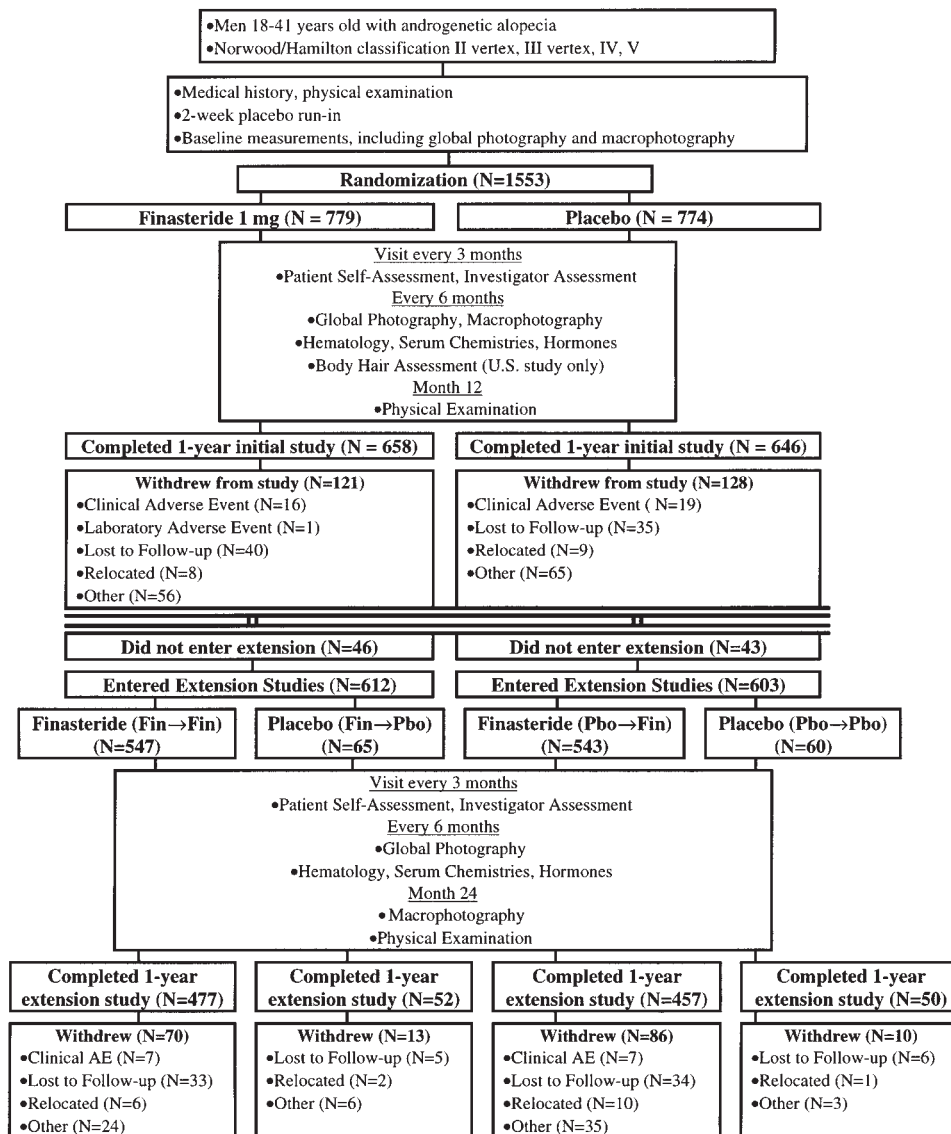 •Men 18-41 years old with androgenetic alopecia
•Norwood/Hamilton classification II vertex, III vertex, IV, V
•Medical history, physical examination
•2-week placebo run-in
•Baseline measurements, including global photography and macrophotography
Randomization (N=1553)
Finasteride 1 mg (N = 779)
Placebo (N = 774)
Visit every 3 months
•Patient Self-Assessment, Investigator Assessment
Every 6 months
•Global Photography, Macrophotography
•Hematology, Serum Chemistries, Hormones
•Body Hair Assessment (U.S. study only)
Month 12
•Physical Examination
Completed 1-year initial study (N = 658)
Completed 1-year initial study (N = 646)
Withdrew from study (N=121)
•Clinical Adverse Event (N=16)
•Laboratory Adverse Event (N=1)
•Lost to Follow-up (N=40)
•Relocated (N=8)
•Other (N=56)
Withdrew from study (N=128)
•Clinical Adverse Event ( N=19)
•Lost to Follow-up (N=35)
•Relocated (N=9)
•Other (N=65)
Did not enter extension (N=46)
Did not enter extension (N=43)
Entered Extension Studies (N=612)
Entered Extension Studies (N=603)
Finasteride (Fin→Fin)
(N=547)
Placebo (Fin→Pbo)
(N=65)
Finasteride (Pbo→Fin)
(N=543)
Placebo (Pbo→Pbo)
(N=60)
Visit every 3 months
•Patient Self-Assessment, Investigator Assessment
Every 6 months
•Global Photography
•Hematology, Serum Chemistries, Hormones
Month 24
•Macrophotography
•Physical Examination
Completed 1-year
extension study (N=477)
Completed 1-year
extension study (N=52)
Completed 1-year
extension study (N=457)
Completed 1-year
extension study (N=50)
Withdrew (N=70)
•Clinical AE (N=7)
•Lost to Follow-up (N=33)
•Relocated (N=6)
•Other (N=24)
Withdrew (N=13)
•Lost to Follow-up (N=5)
•Relocated (N=2)
•Other (N=6)
Withdrew (N=86)
•Clinical AE (N=7)
•Lost to Follow-up (N=34)
•Relocated (N=10)
•Other (N=35)
Withdrew (N=10)
•Lost to Follow-up (N=6)
•Relocated (N=1)
•Other (N=3)